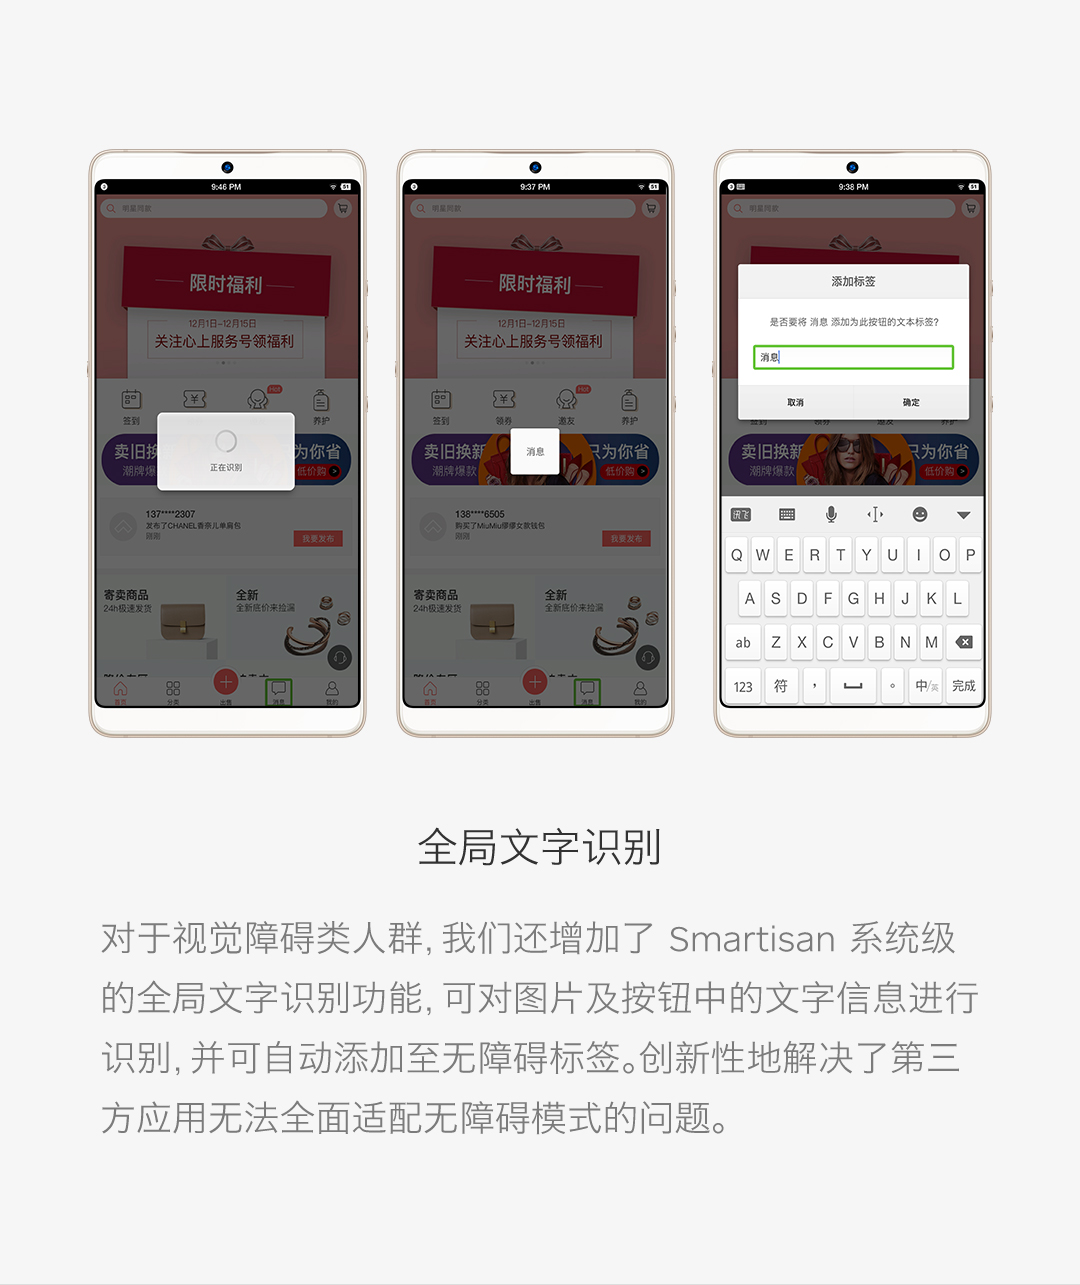 9:46 PM
51
明星同款
限时福利
12月1日-12月15日
关注心上服务号领福利
签到
HOT
养护
卖旧换
为你省
潮牌爆
低价购 >
正在识别
137****2307
发布了CHANEL香奈儿单肩包
刚刚
我要发布
寄卖商品
24h极速发货
全新
全新底价来捡漏
首页
分类
出售
消息
我的
9:37 PM
51
明星同款
限时福利
12月1日-12月15日
关注心上服务号领福利
签到
领券
邀友
HOT
养护
卖旧换新
只为你省
潮牌爆款
低价购 >
消息
138****6505
购买了MiuMiu缪缪女款钱包
刚刚
我要发布
寄卖商品
24h极速发货
全新
全新底价来捡漏
首页
分类
出售
消息
我的
9:38 PM
51
明星同款
添加标签
是否要将 消息 添加为此按钮的文本标签?
消息
取消
确定
卖旧换新
只为你省
潮牌爆款
低价购 >
讯飞
Q W E R T Y U I O P
A S D F G H J K L
ab Z X C V B N M
123 符 ， 。 中/英 完成
全局文字识别
对于视觉障碍类人群, 我们还增加了 Smartisan 系统级
的全局文字识别功能, 可对图片及按钮中的文字信息进行
识别, 并可自动添加至无障碍标签。创新性地解决了第三
方应用无法全面适配无障碍模式的问题。